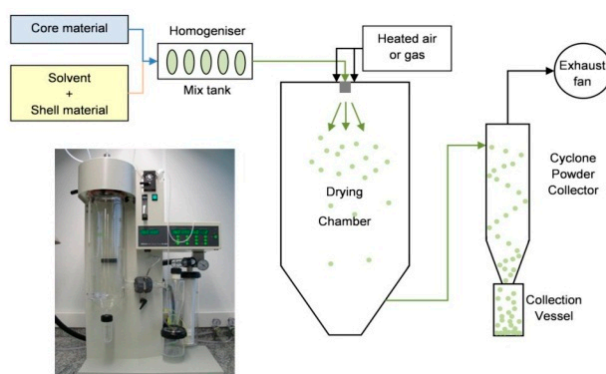 Core material
Solvent
+
Shell material
Homogeniser
Mix tank
Heated air
or gas
Drying
Chamber
Exhaust
fan
Cyclone
Powder
Collector
Collection
Vessel